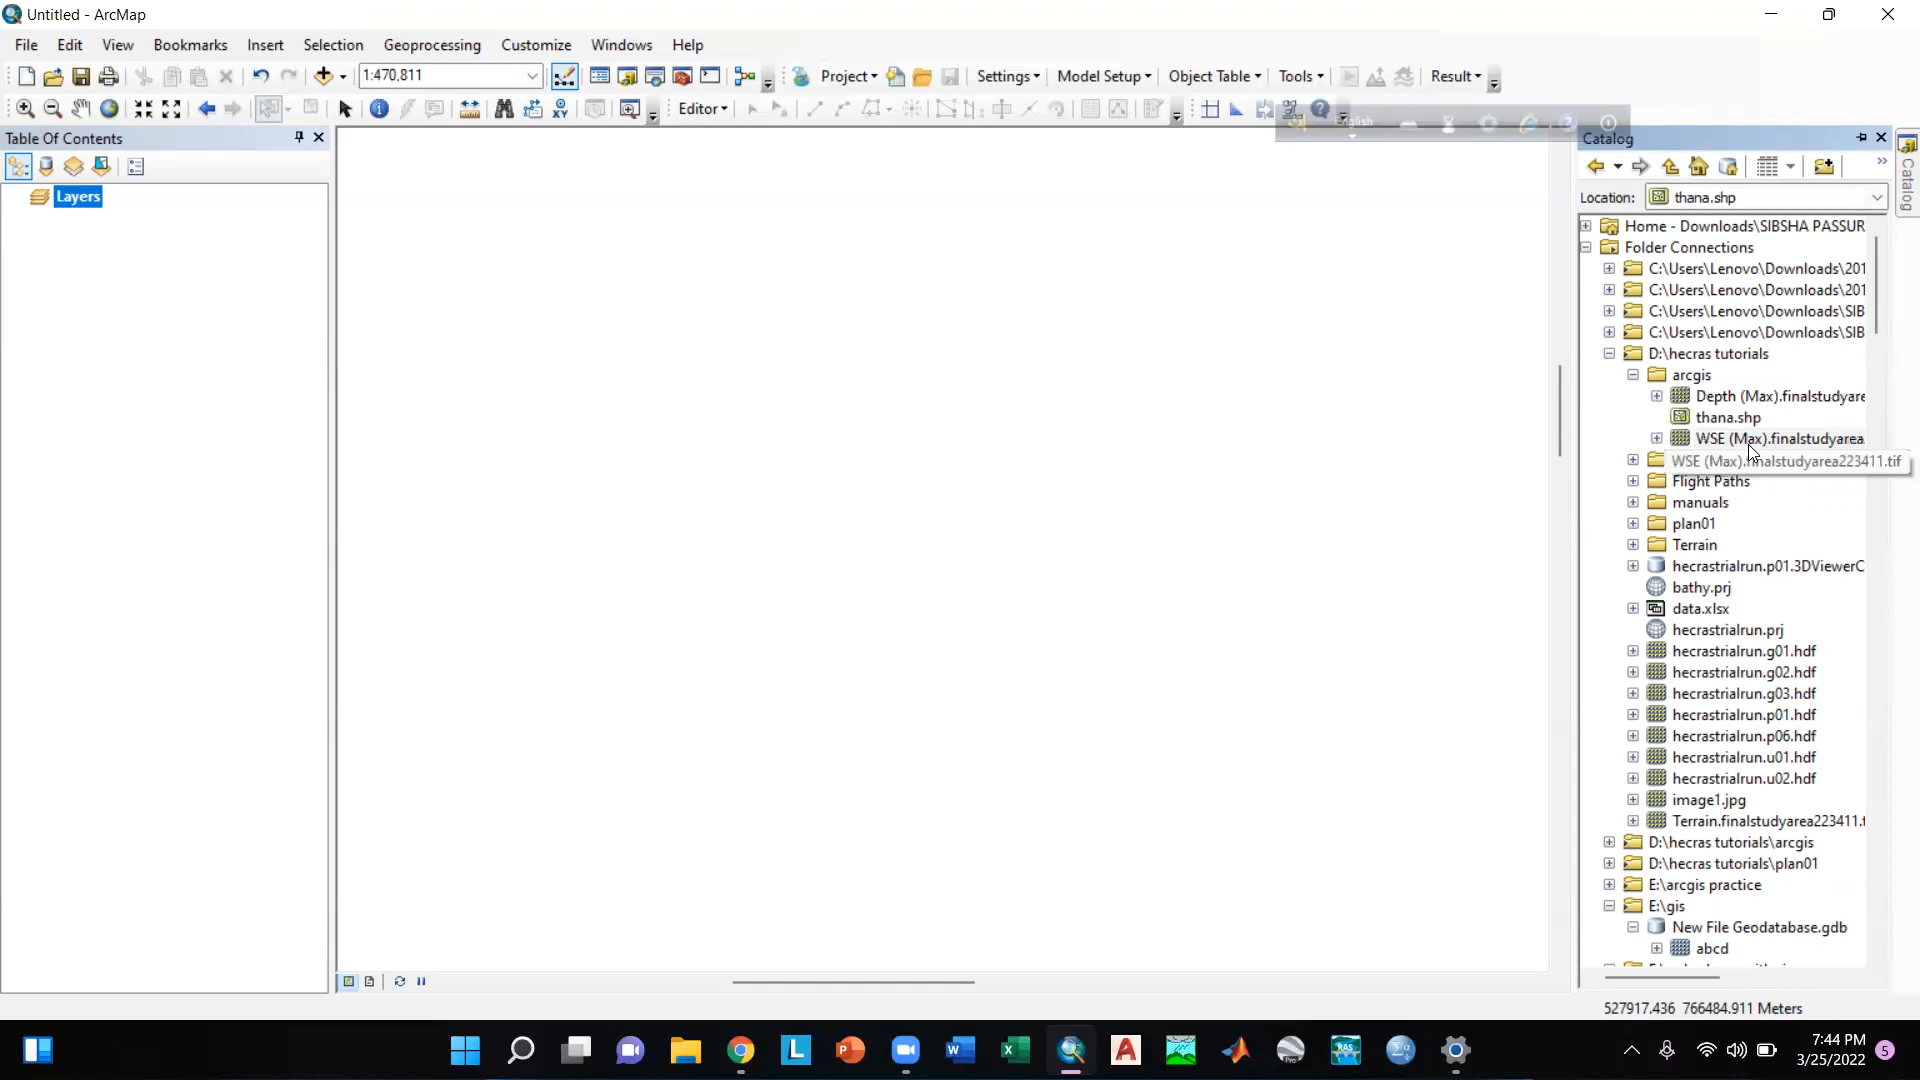 Untitled - ArcMap
File Edit View Bookmarks Insert Selection Geoprocessing Customize Windows Help
1:470,811 Project Settings Model Setup Object Table Tools Result
Editor
English
Table Of Contents
Layers
Catalog
Catalog
Location: thana.shp
Home - Downloads\SIBSHA PASSUR
Folder Connections
C:\Users\Lenovo\Downloads\201
C:\Users\Lenovo\Downloads\201
C:\Users\Lenovo\Downloads\SIB
C:\Users\Lenovo\Downloads\SIB
D:\hecras tutorials
arcgis
Depth (Max).finalstudyare
thana.shp
WSE (Max).finalstudyarea
WSE (Max).finalstudyarea223411.tif
Flight Paths
manuals
plan01
Terrain
hecrastrialrun.p01.3DViewerC
bathy.prj
data.xlsx
hecrastrialrun.prj
hecrastrialrun.g01.hdf
hecrastrialrun.g02.hdf
hecrastrialrun.g03.hdf
hecrastrialrun.p01.hdf
hecrastrialrun.p06.hdf
hecrastrialrun.u01.hdf
hecrastrialrun.u02.hdf
image1.jpg
Terrain.finalstudyarea223411.t
D:\hecras tutorials\arcgis
D:\hecras tutorials\plan01
E:\arcgis practice
E:\gis
New File Geodatabase.gdb
abcd
527917.436 766484.911 Meters
7:44 PM
3/25/2022
5